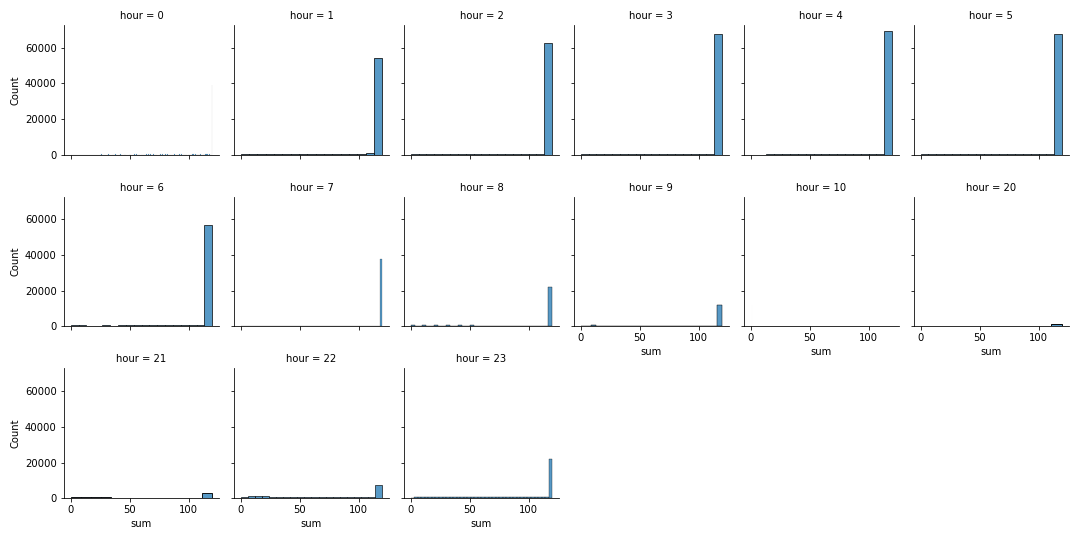 hour = 0 hour = 1 hour = 2 hour = 3 hour = 4 hour = 5
60000
40000
20000
0
Count
hour = 6 hour = 7 hour = 8 hour = 9 hour = 10 hour = 20
60000
40000
20000
0
Count
0 50 100 0 50 100 0 50 100
sum sum sum
hour = 21 hour = 22 hour = 23
60000
40000
20000
0
Count
0 50 100 0 50 100 0 50 100
sum sum sum